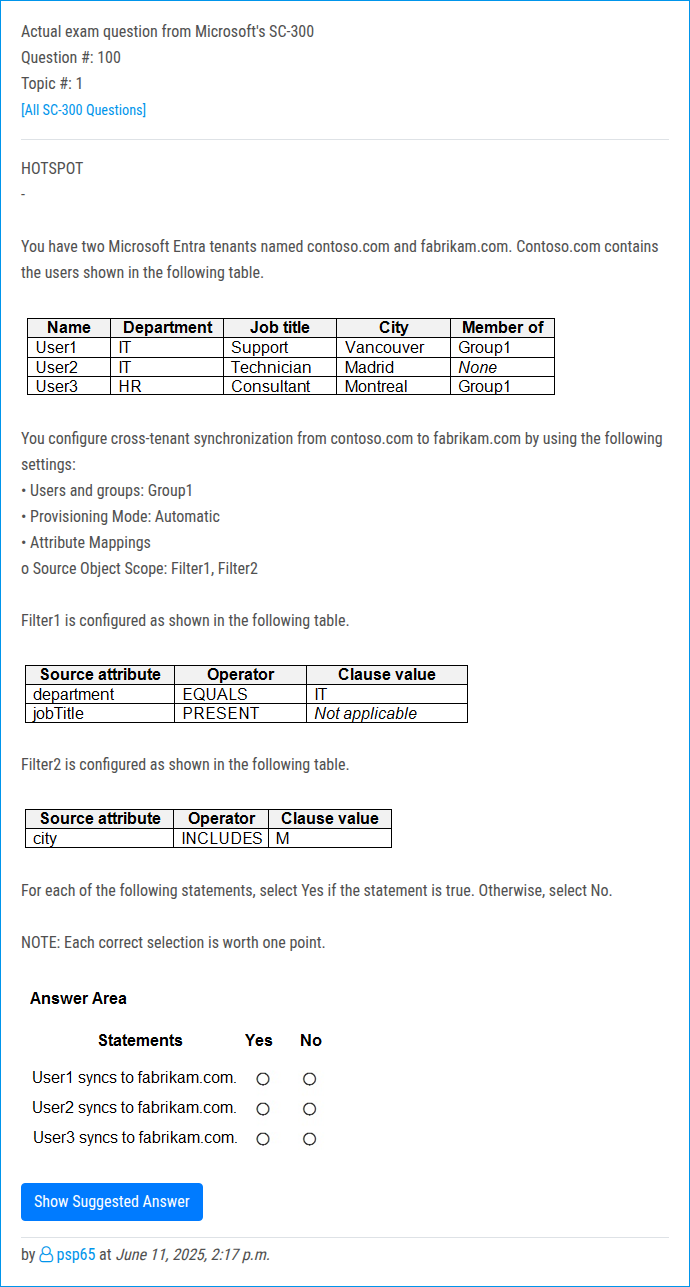 Actual exam question from Microsoft's SC-300
Question #: 100
Topic #: 1
[All SC-300 Questions]
HOTSPOT
-
You have two Microsoft Entra tenants named contoso.com and fabrikam.com. Contoso.com contains
the users shown in the following table.
Name Department Job title City Member of
User1 IT Support Vancouver Group1
User2 IT Technician Madrid None
User3 HR Consultant Montreal Group1
You configure cross-tenant synchronization from contoso.com to fabrikam.com by using the following
settings:
• Users and groups: Group1
• Provisioning Mode: Automatic
• Attribute Mappings
o Source Object Scope: Filter1, Filter2
Filter1 is configured as shown in the following table.
Source attribute Operator Clause value
department EQUALS IT
jobTitle PRESENT Not applicable
Filter2 is configured as shown in the following table.
Source attribute Operator Clause value
city INCLUDES M
For each of the following statements, select Yes if the statement is true. Otherwise, select No.
NOTE: Each correct selection is worth one point.
Answer Area
Statements Yes No
User1 syncs to fabrikam.com.
User2 syncs to fabrikam.com.
User3 syncs to fabrikam.com.
Show Suggested Answer
by psp65 at June 11, 2025, 2:17 p.m.